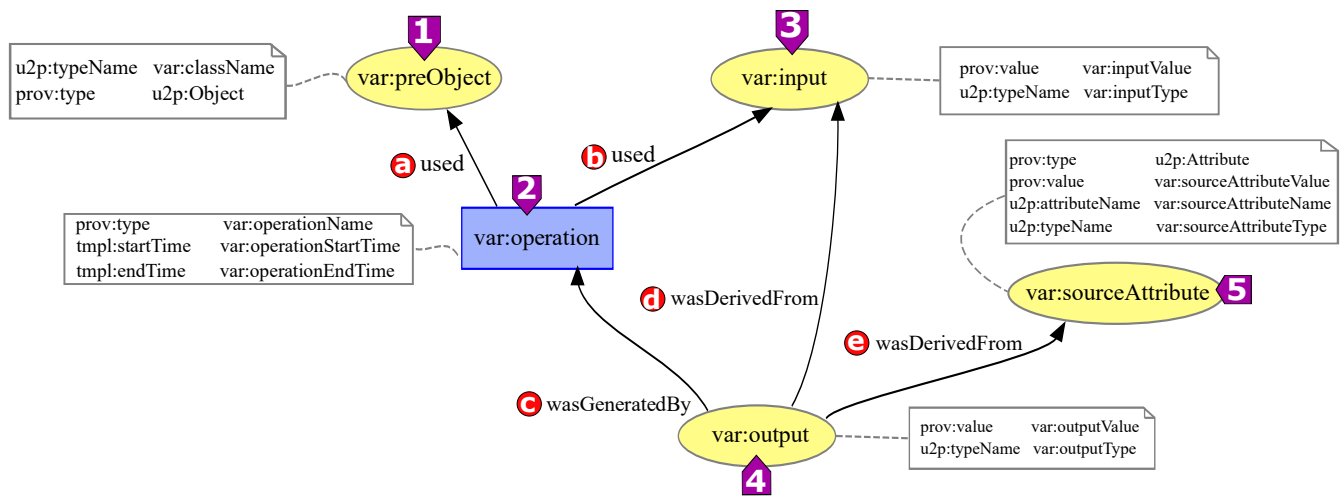 1
3
u2p:typeName var:className
prov:type u2p:Object
var:preObject
var:input
prov:value var:inputValue
u2p:typeName var:inputType
a used
b used
prov:type u2p:Attribute
prov:value var:sourceAttributeValue
u2p:attributeName var:sourceAttributeName
u2p:typeName var:sourceAttributeType
2
prov:type var:operationName
tmpl:startTime var:operationStartTime
tmpl:endTime var:operationEndTime
var:operation
d wasDerivedFrom
var:sourceAttribute
5
e wasDerivedFrom
c wasGeneratedBy
var:output
prov:value var:outputValue
u2p:typeName var:outputType
4